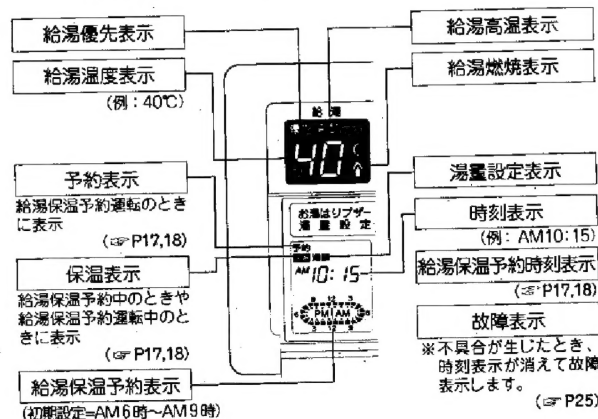 給湯優先表示
給湯温度表示
(例：40℃)
予約表示
給湯保温予約運転のとき
に表示
(☞P17,18)
保温表示
給湯保温予約中のときや
給湯保温予約運転中のと
きに表示
(☞P17,18)
給湯保温予約表示
(初期設定=AM6時～AM9時)
給湯
40
お湯はりブザー
湯量設定
予約
AM10:15
PM AM
給湯高温表示
給湯燃焼表示
湯量設定表示
時刻表示
(例：AM10:15)
給湯保温予約時刻表示
(☞P17,18)
故障表示
※不具合が生じたとき、
時刻表示が消えて故障
表示します。
(☞P25)